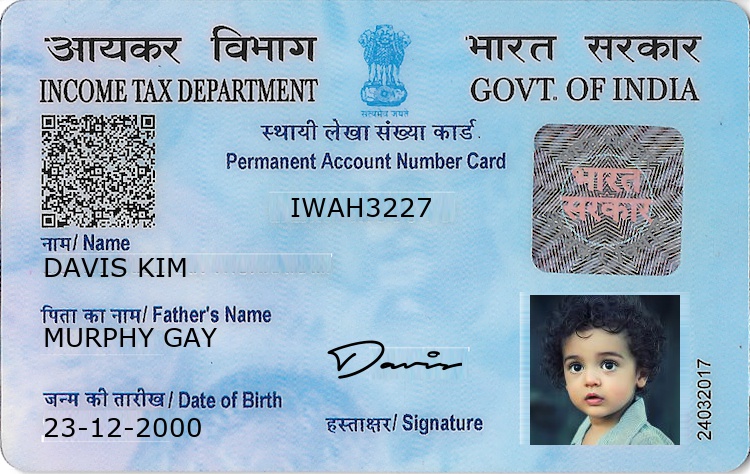 आयकर विभाग
INCOME TAX DEPARTMENT
सत्यमेव जयते
भारत सरकार
GOVT. OF INDIA
स्थायी लेखा संख्या कार्ड
Permanent Account Number Card
IWAH3227
भारत
सरकार
नाम/ Name
DAVIS KIM
पिता का नाम/ Father's Name
MURPHY GAY
Davis
जन्म की तारीख / Date of Birth
23-12-2000
हस्ताक्षर/ Signature
24032017